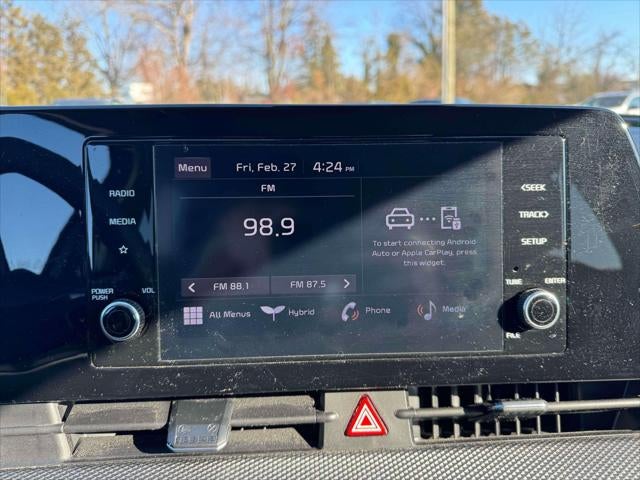 Menu Fri, Feb. 27 4:24 PM
FM
98.9
To start connecting Android
Auto or Apple CarPlay, press
this widget.
< FM 88.1 FM 87.5 >
All Menus Hybrid Phone Media
RADIO
MEDIA
POWER
PUSH
VOL
<SEEK
TRACK>
SETUP
TUNE ENTER
FILE